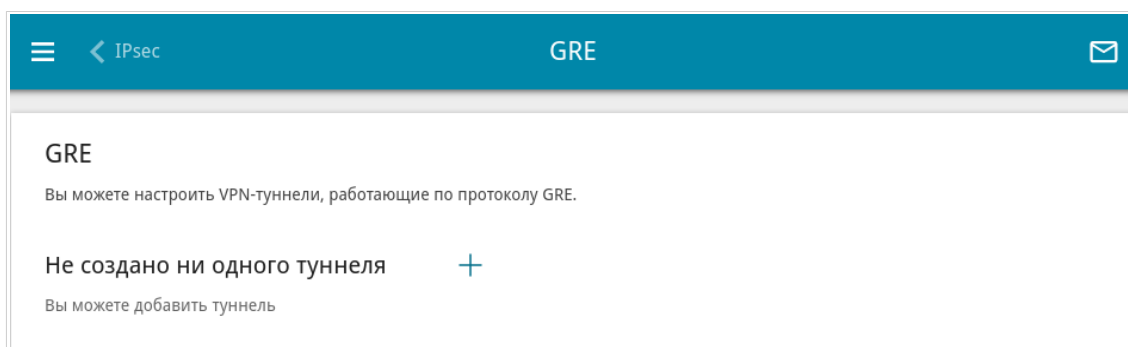 IPsec
GRE
GRE
Вы можете настроить VPN-туннели, работающие по протоколу GRE.
Не создано ни одного туннеля
Вы можете добавить туннель